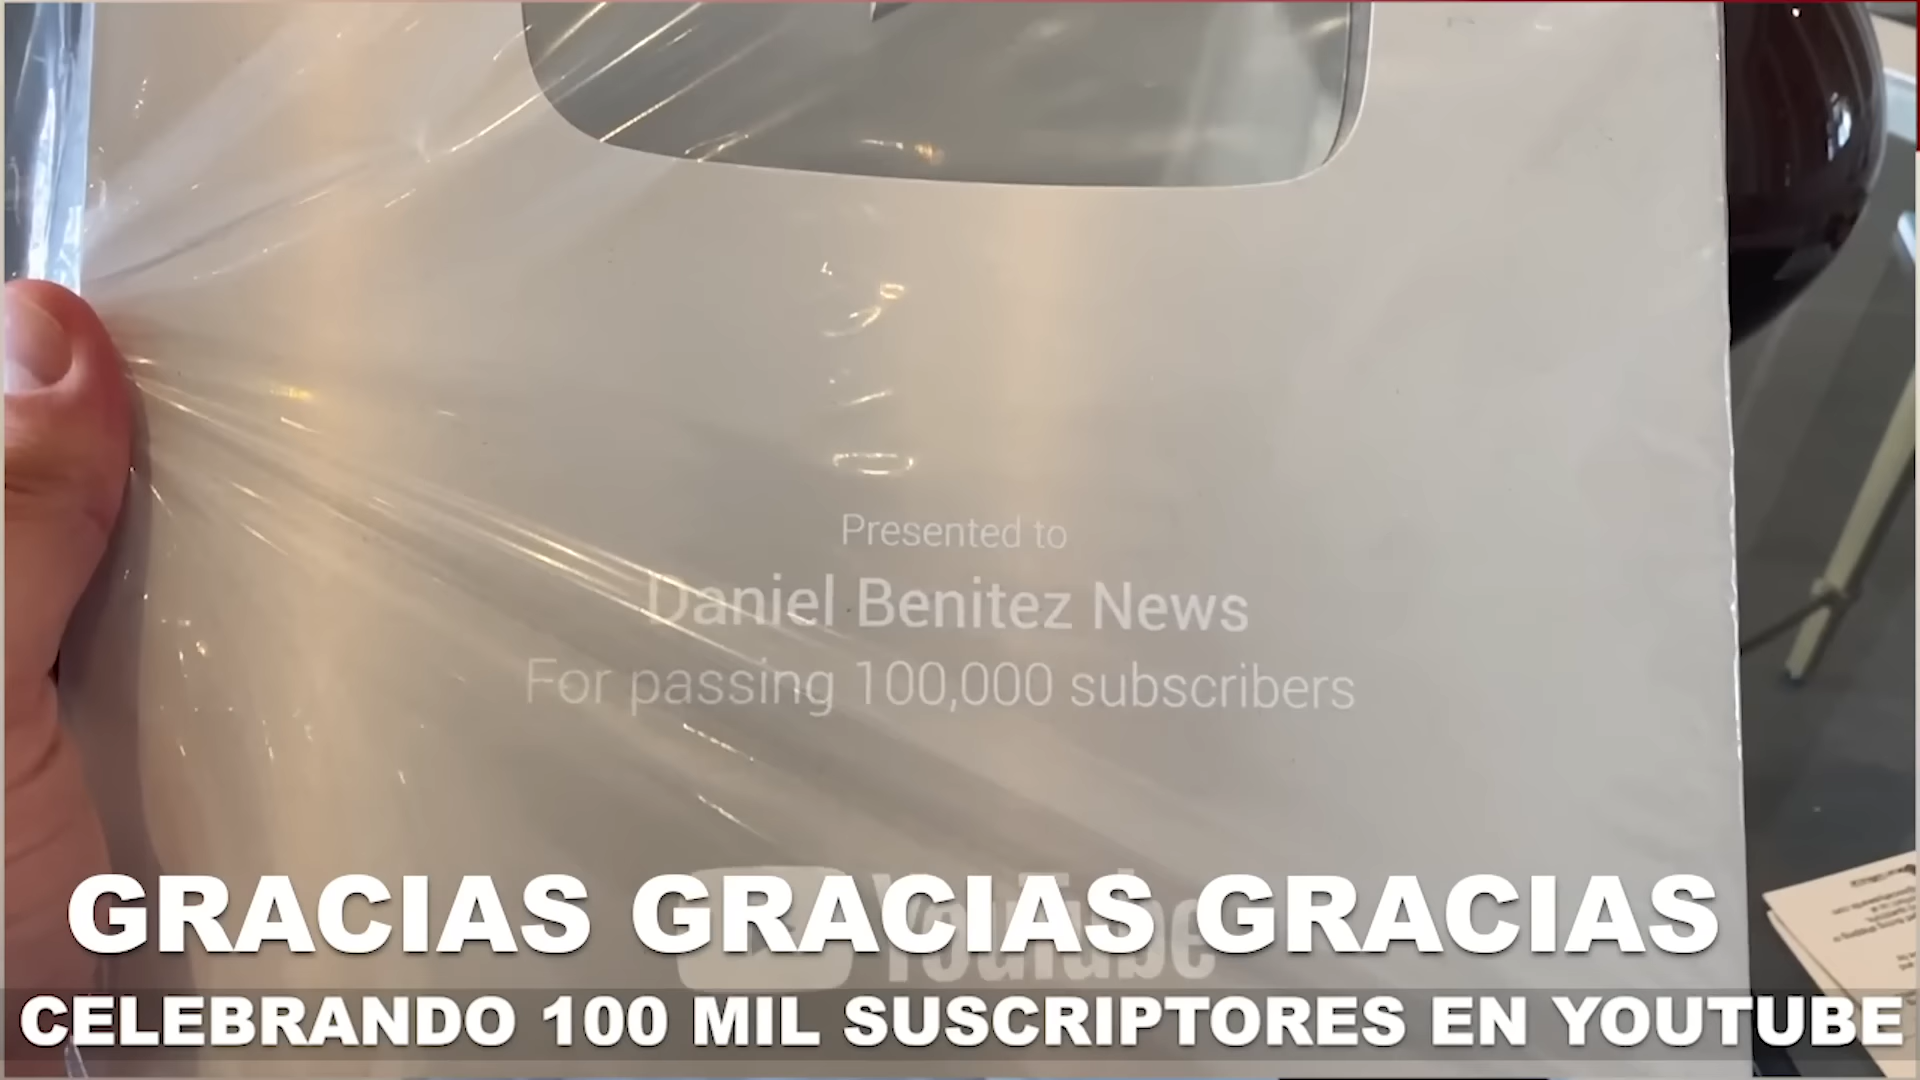 Presented to
Daniel Benitez News
For passing 100,000 subscribers
YouTube
GRACIAS GRACIAS GRACIAS
CELEBRANDO 100 MIL SUSCRIPTORES EN YOUTUBE